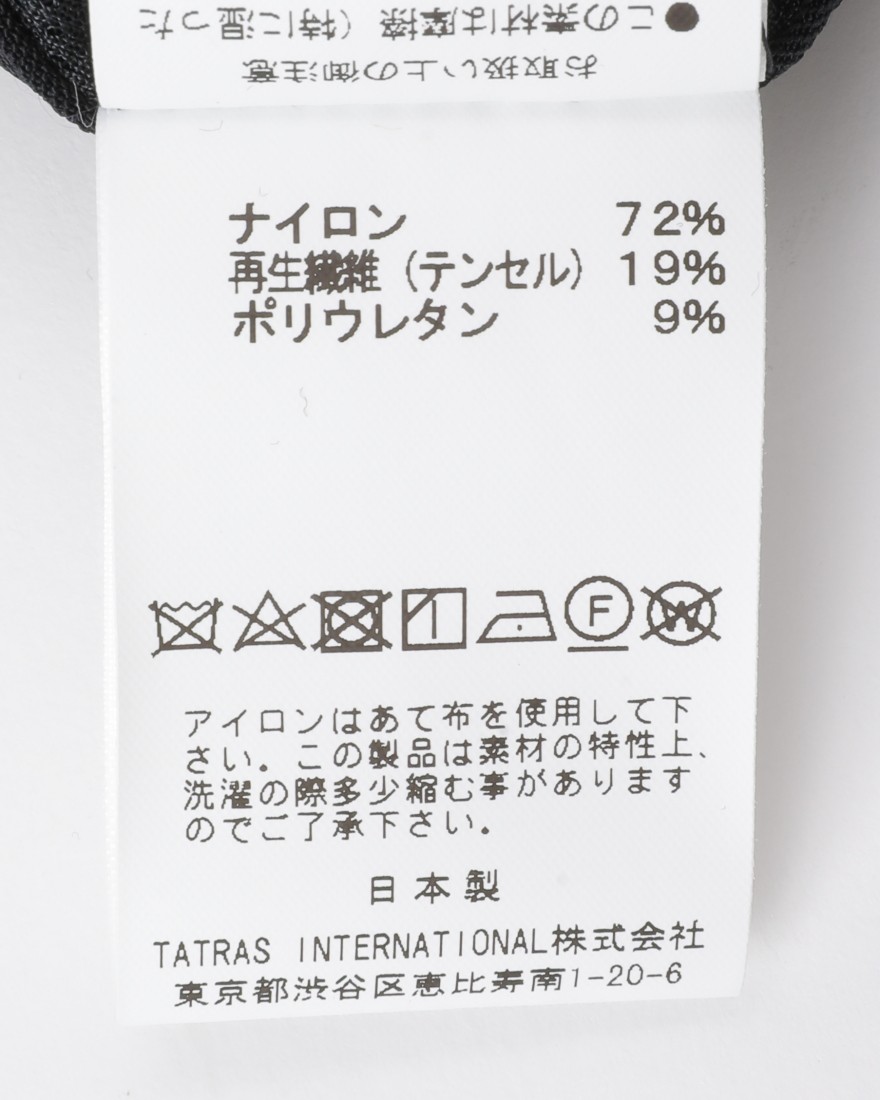 お取扱い上の御注意
●この素材は摩擦（特に湿った
ナイロン 72%
再生繊維（テンセル）19%
ポリウレタン 9%
F
W
アイロンはあて布を使用して下
さい。この製品は素材の特性上、
洗濯の際多少縮む事があります
のでご了承下さい。
日本製
TATRAS INTERNATIONAL株式会社
東京都渋谷区恵比寿南1-20-6